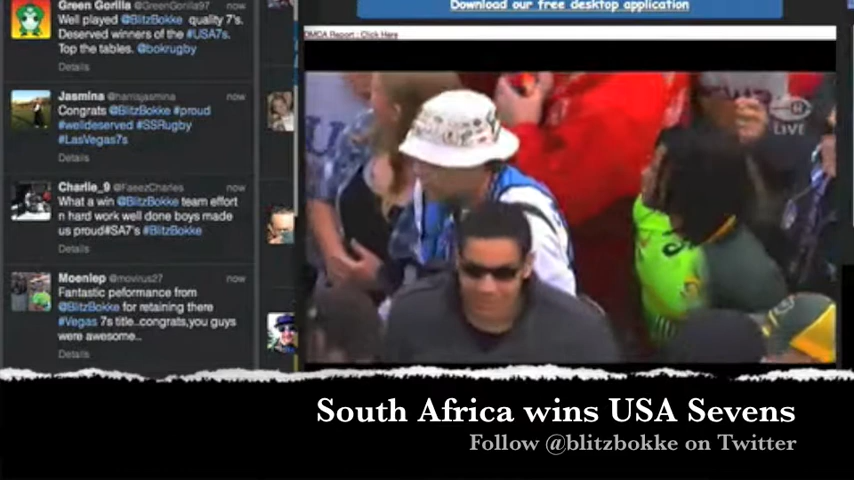 Green Gorilla @GreenGorilla97 now
Well played @BlitzBokke quality 7's.
Deserved winners of the #USA7s.
Top the tables. @bokrugby
Details
Jasmina @harrisjasmina now
Congrats @BlitzBokke #proud
#welldeserved #SSRugby
#LasVegas7s
Details
Charlie_9 @FaeezCharles now
What a win @BlitzBokke team effort
n hard work well done boys made
us proud#SA7's #BlitzBokke
Details
Moeniep @movirus27 now
Fantastic peformance from
@BlitzBokke for retaining there
#Vegas 7s title..congrats,you guys
were awesome..
Details
Download our free desktop application
DMCA Report : Click Here
LIVE
South Africa wins USA Sevens
Follow @blitzbokke on Twitter